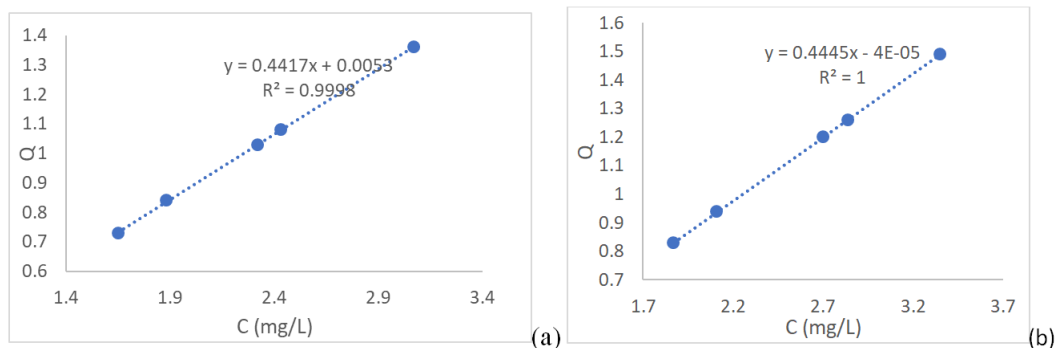 1.4
1.3
1.2
1.1
1
0.9
0.8
0.7
0.6
Q
y = 0.4417x + 0.0053
R² = 0.9998
1.4 1.9 2.4 2.9 3.4
C (mg/L)
(a)
1.6
1.5
1.4
1.3
1.2
1.1
1
0.9
0.8
0.7
Q
y = 0.4445x - 4E-05
R² = 1
1.7 2.2 2.7 3.2 3.7
C (mg/L)
(b)